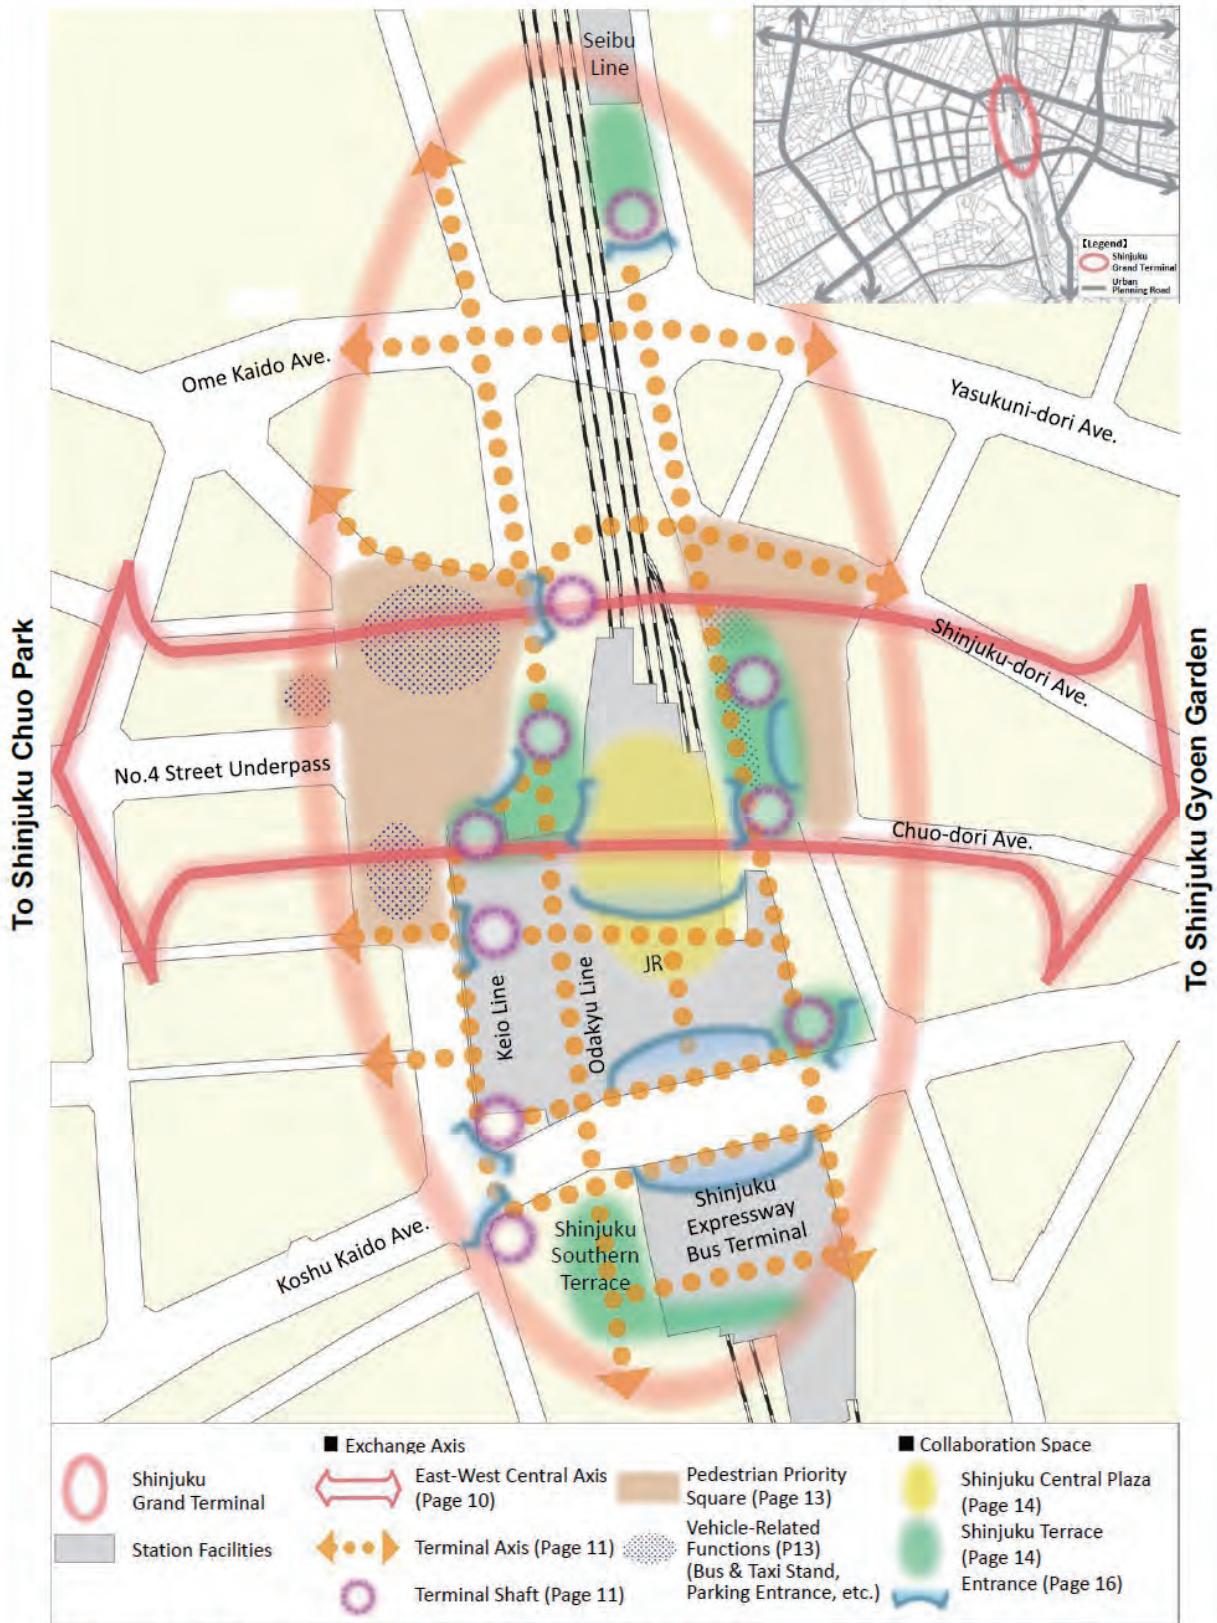 Seibu
Line
【Legend】
Shinjuku
Grand Terminal
Urban
Planning Road
Ome Kaido Ave.
Yasukuni-dori Ave.
To Shinjuku Chuo Park
Shinjuku-dori Ave.
No.4 Street Underpass
Chuo-dori Ave.
To Shinjuku Gyoen Garden
JR
Keio Line
Odakyu Line
Shinjuku
Expressway
Bus Terminal
Shinjuku
Southern
Terrace
Koshu Kaido Ave.
■ Exchange Axis
■ Collaboration Space
Shinjuku
Grand Terminal
East-West Central Axis
(Page 10)
Pedestrian Priority
Square (Page 13)
Shinjuku Central Plaza
(Page 14)
Station Facilities
Terminal Axis (Page 11)
Vehicle-Related
Functions (P13)
(Bus & Taxi Stand,
Parking Entrance, etc.)
Shinjuku Terrace
(Page 14)
Terminal Shaft (Page 11)
Entrance (Page 16)